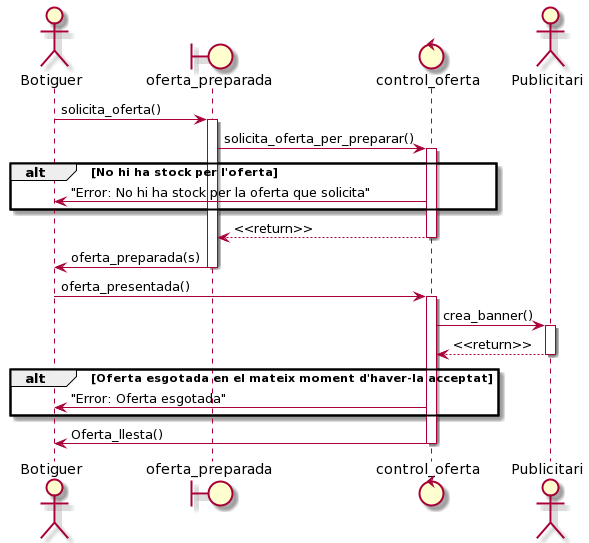 Botiguer oferta_preparada control_oferta Publicitari
solicita_oferta()
solicita_oferta_per_preparar()
alt [No hi ha stock per l'oferta]
"Error: No hi ha stock per la oferta que solicita"
<<return>>
oferta_preparada(s)
oferta_presentada()
crea_banner()
<<return>>
alt [Oferta esgotada en el mateix moment d'haver-la acceptat]
"Error: Oferta esgotada"
Oferta_llesta()
Botiguer oferta_preparada control_oferta Publicitari